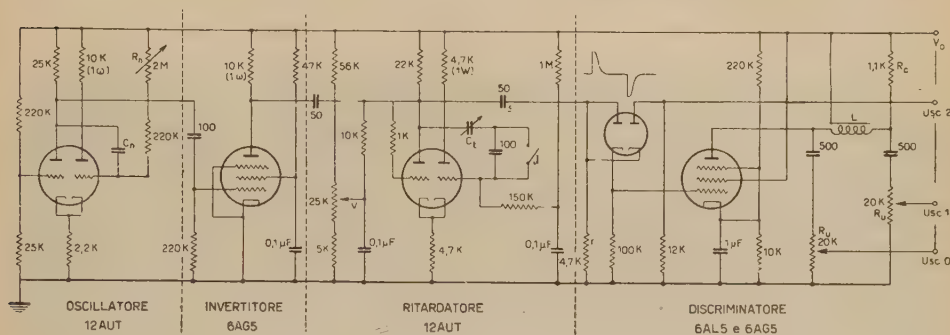 25K
10K
(1ω)
Rn
2M
10K
(1ω)
47K
56K
22K
4,7K
(1W)
1M
220K
1,1K
Rc
Vo
220K
Cn
220K
100
50
10K
1K
Ct
100
50
Usc 2
L
500
500
150K
25K
V
20K
Ru
Usc 1
Ru
20K
Usc 0
25K
2,2K
220K
0,1µF
5K
0,1µF
4,7K
0,1µF
4,7K
r
100K
12K
1µF
10K
OSCILLATORE
12AUT
INVERTITORE
6AG5
RITARDATORE
12AUT
DISCRIMINATORE
6AL5 e 6AG5